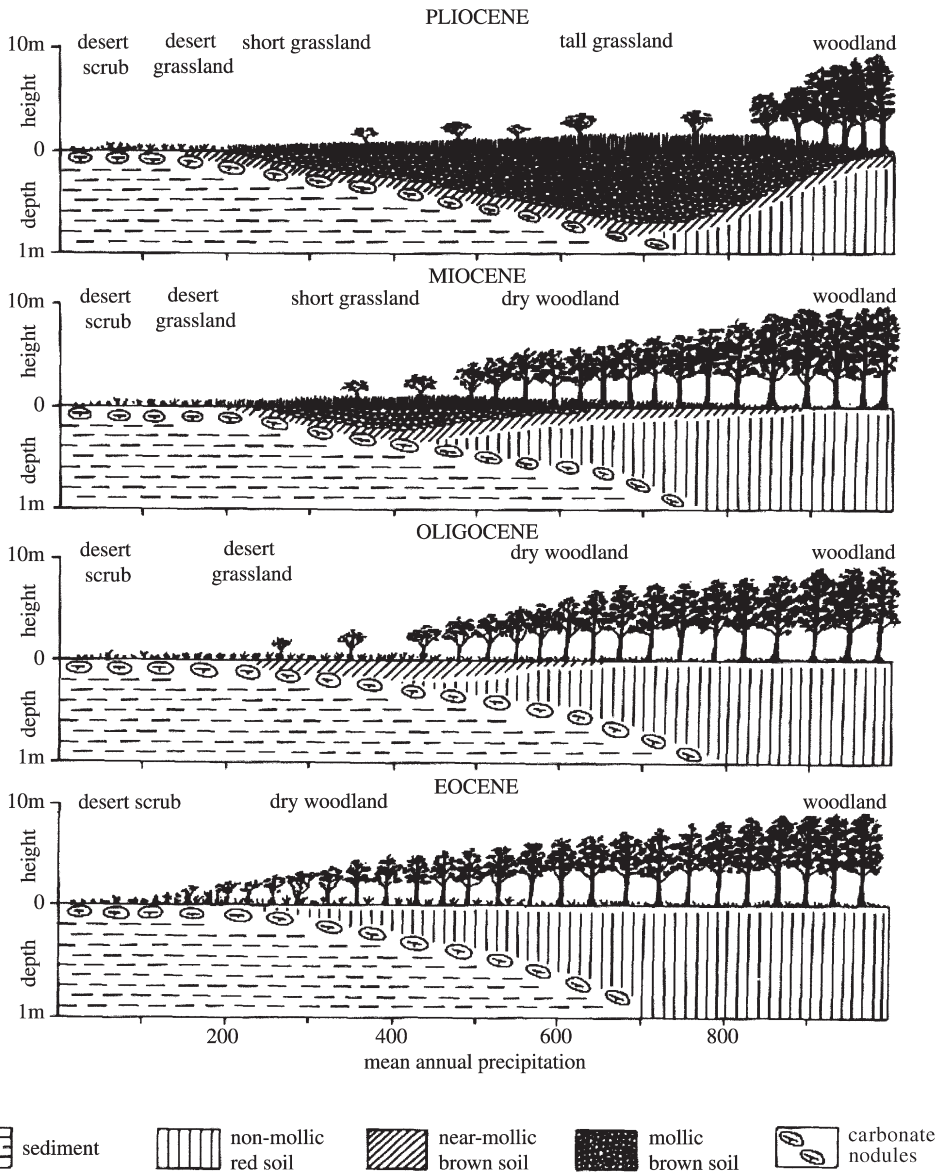 PLIOCENE
10m
desert
scrub
desert
grassland
short grassland
tall grassland
woodland
height
0
depth
1m
MIOCENE
10m
desert
scrub
desert
grassland
short grassland
dry woodland
woodland
height
0
depth
1m
OLIGOCENE
10m
desert
scrub
desert
grassland
dry woodland
woodland
height
0
depth
1m
EOCENE
10m
desert scrub
dry woodland
woodland
height
0
depth
1m
200
400
600
800
mean annual precipitation
sediment
non-mollic
red soil
near-mollic
brown soil
mollic
brown soil
carbonate
nodules